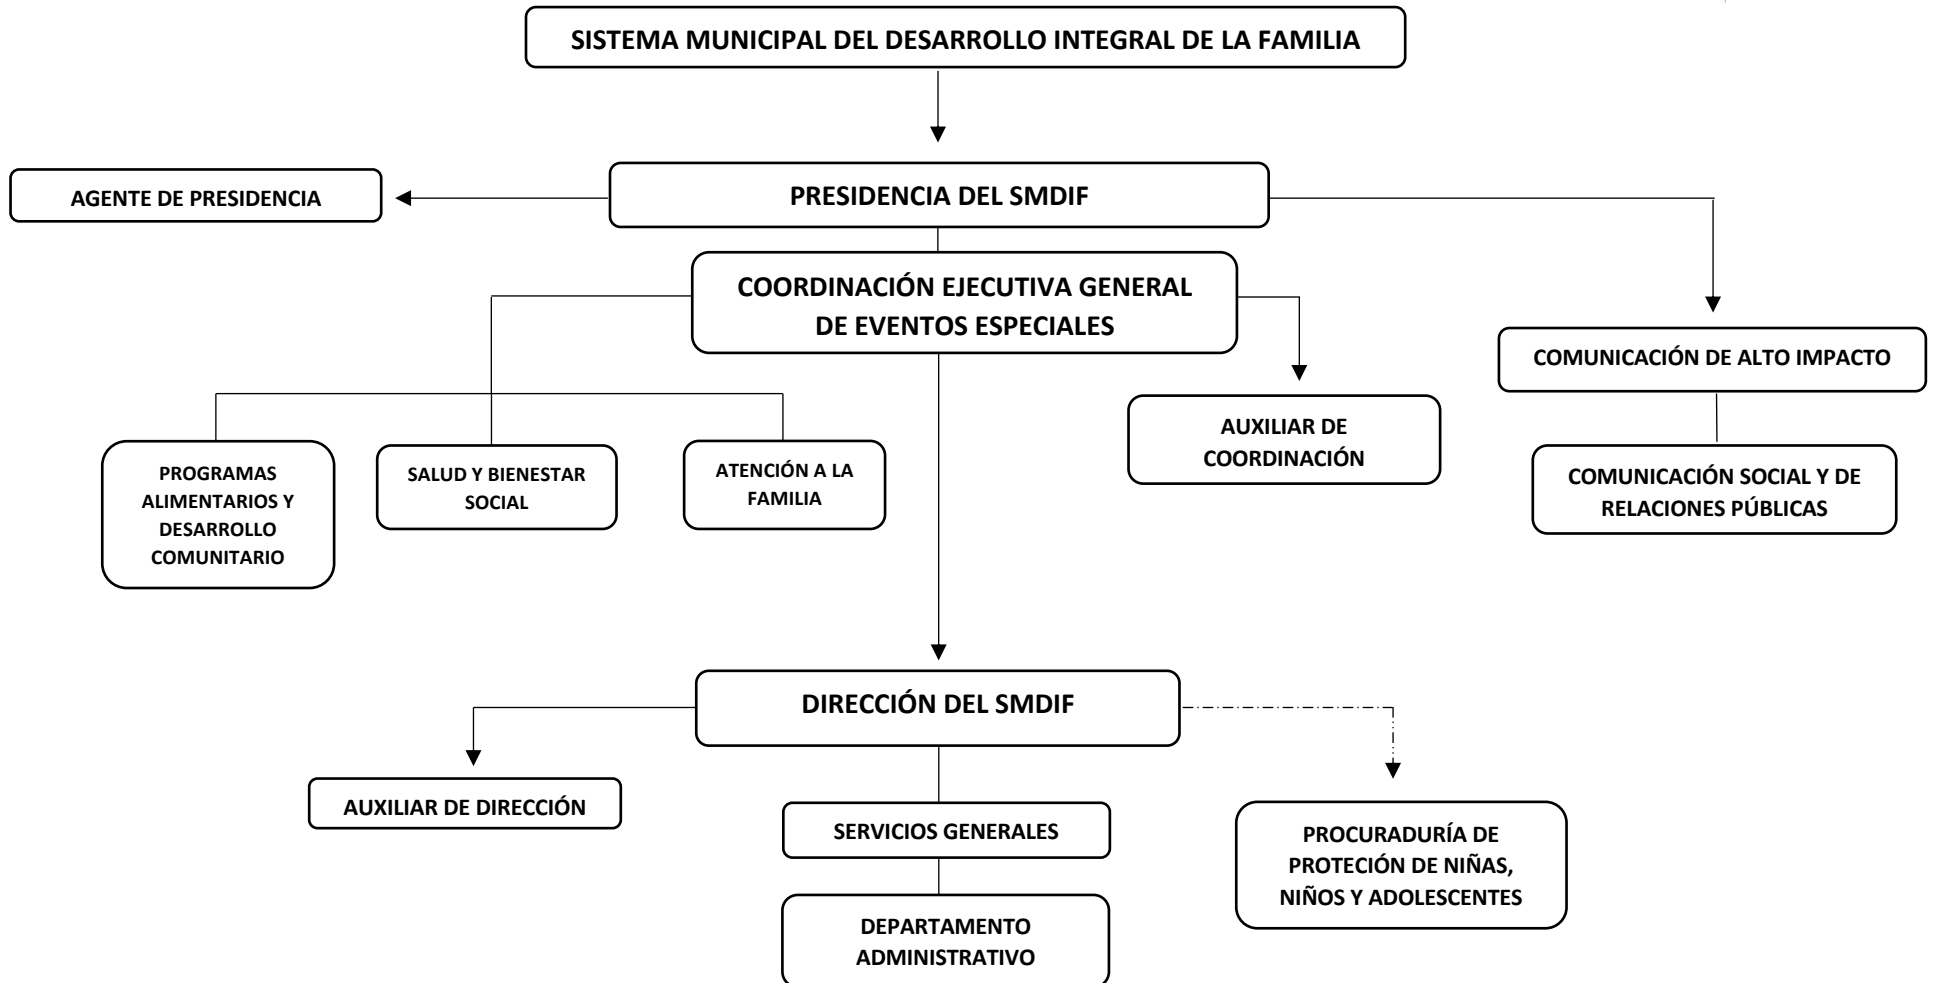 SISTEMA MUNICIPAL DEL DESARROLLO INTEGRAL DE LA FAMILIA
AGENTE DE PRESIDENCIA
PRESIDENCIA DEL SMDIF
COORDINACIÓN EJECUTIVA GENERAL
DE EVENTOS ESPECIALES
COMUNICACIÓN DE ALTO IMPACTO
PROGRAMAS
ALIMENTARIOS Y
DESARROLLO
COMUNITARIO
SALUD Y BIENESTAR
SOCIAL
ATENCIÓN A LA
FAMILIA
AUXILIAR DE
COORDINACIÓN
COMUNICACIÓN SOCIAL Y DE
RELACIONES PÚBLICAS
DIRECCIÓN DEL SMDIF
AUXILIAR DE DIRECCIÓN
SERVICIOS GENERALES
PROCURADURÍA DE
PROTECIÓN DE NIÑAS,
NIÑOS Y ADOLESCENTES
DEPARTAMENTO
ADMINISTRATIVO